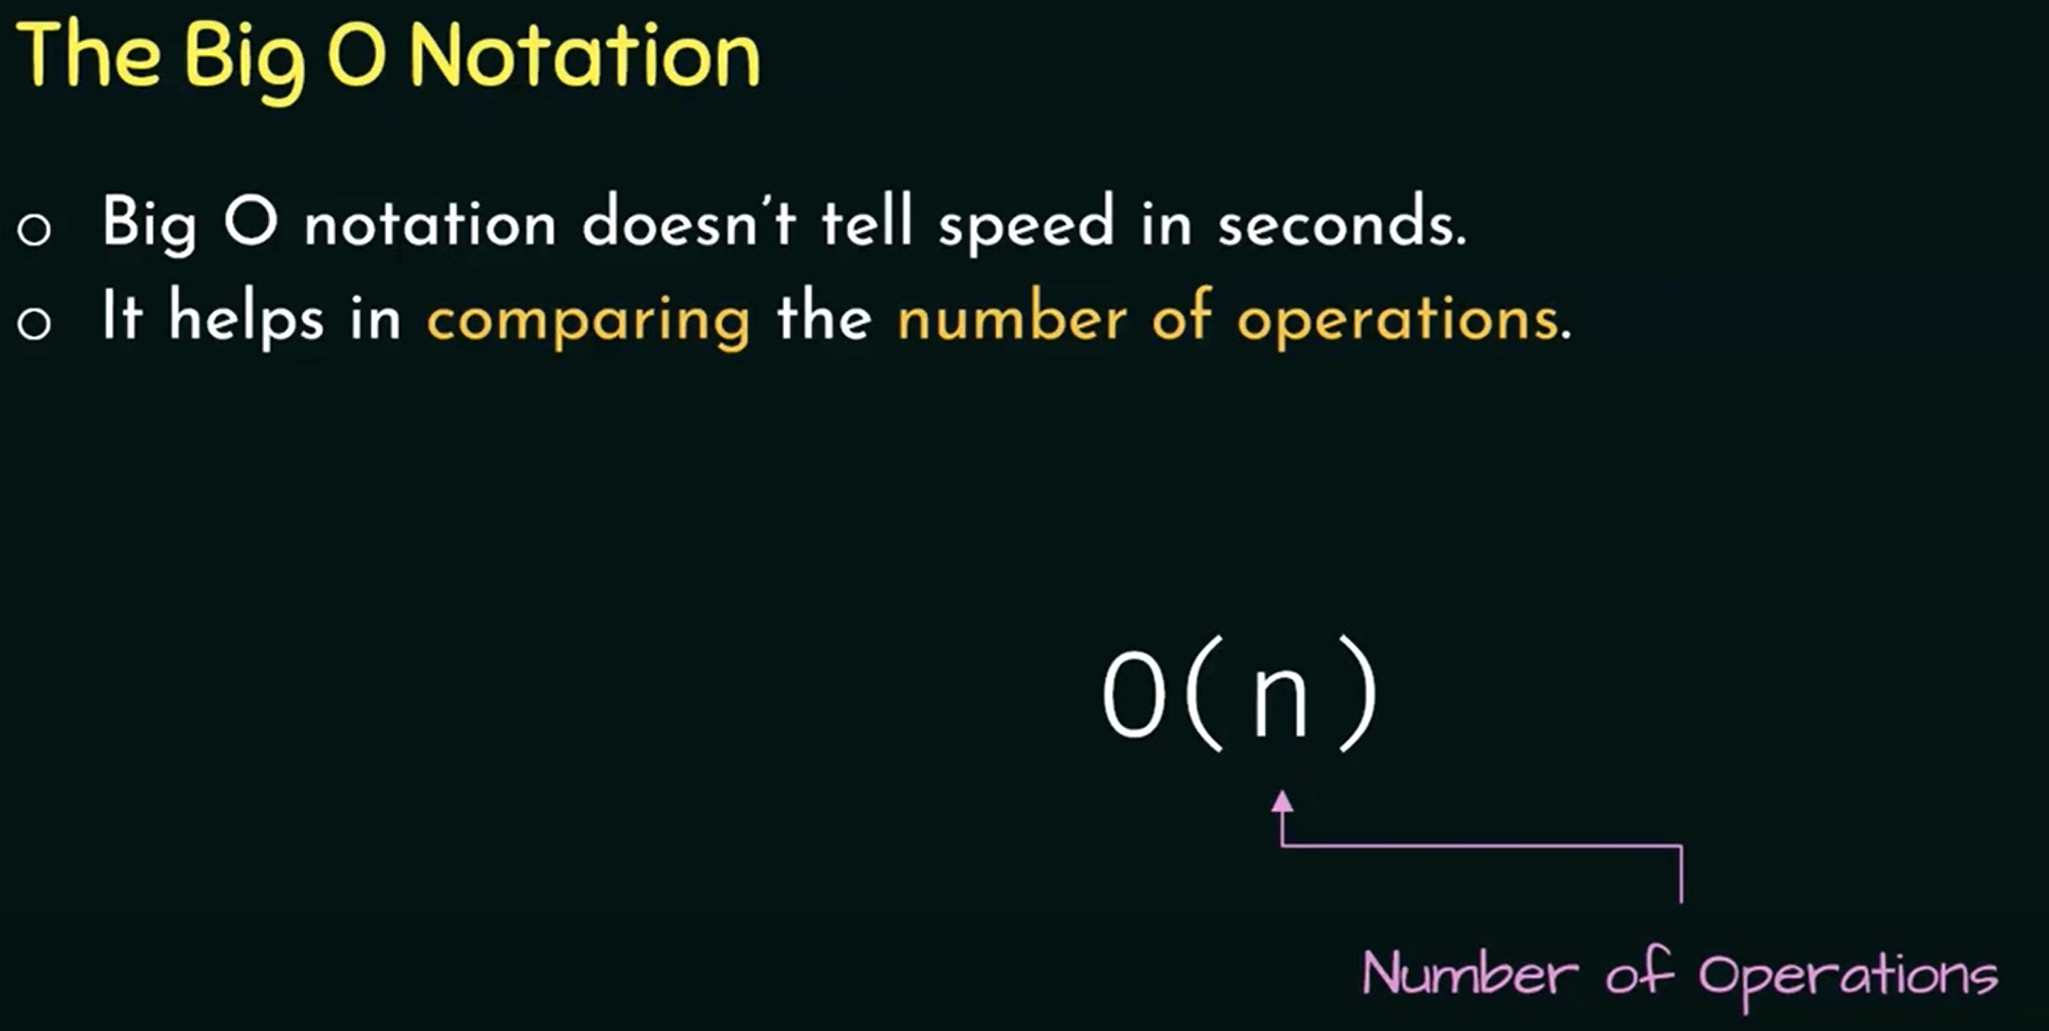 The Big O Notation
o Big O notation doesn't tell speed in seconds.
o It helps in comparing the number of operations.
O(n)
Number of Operations